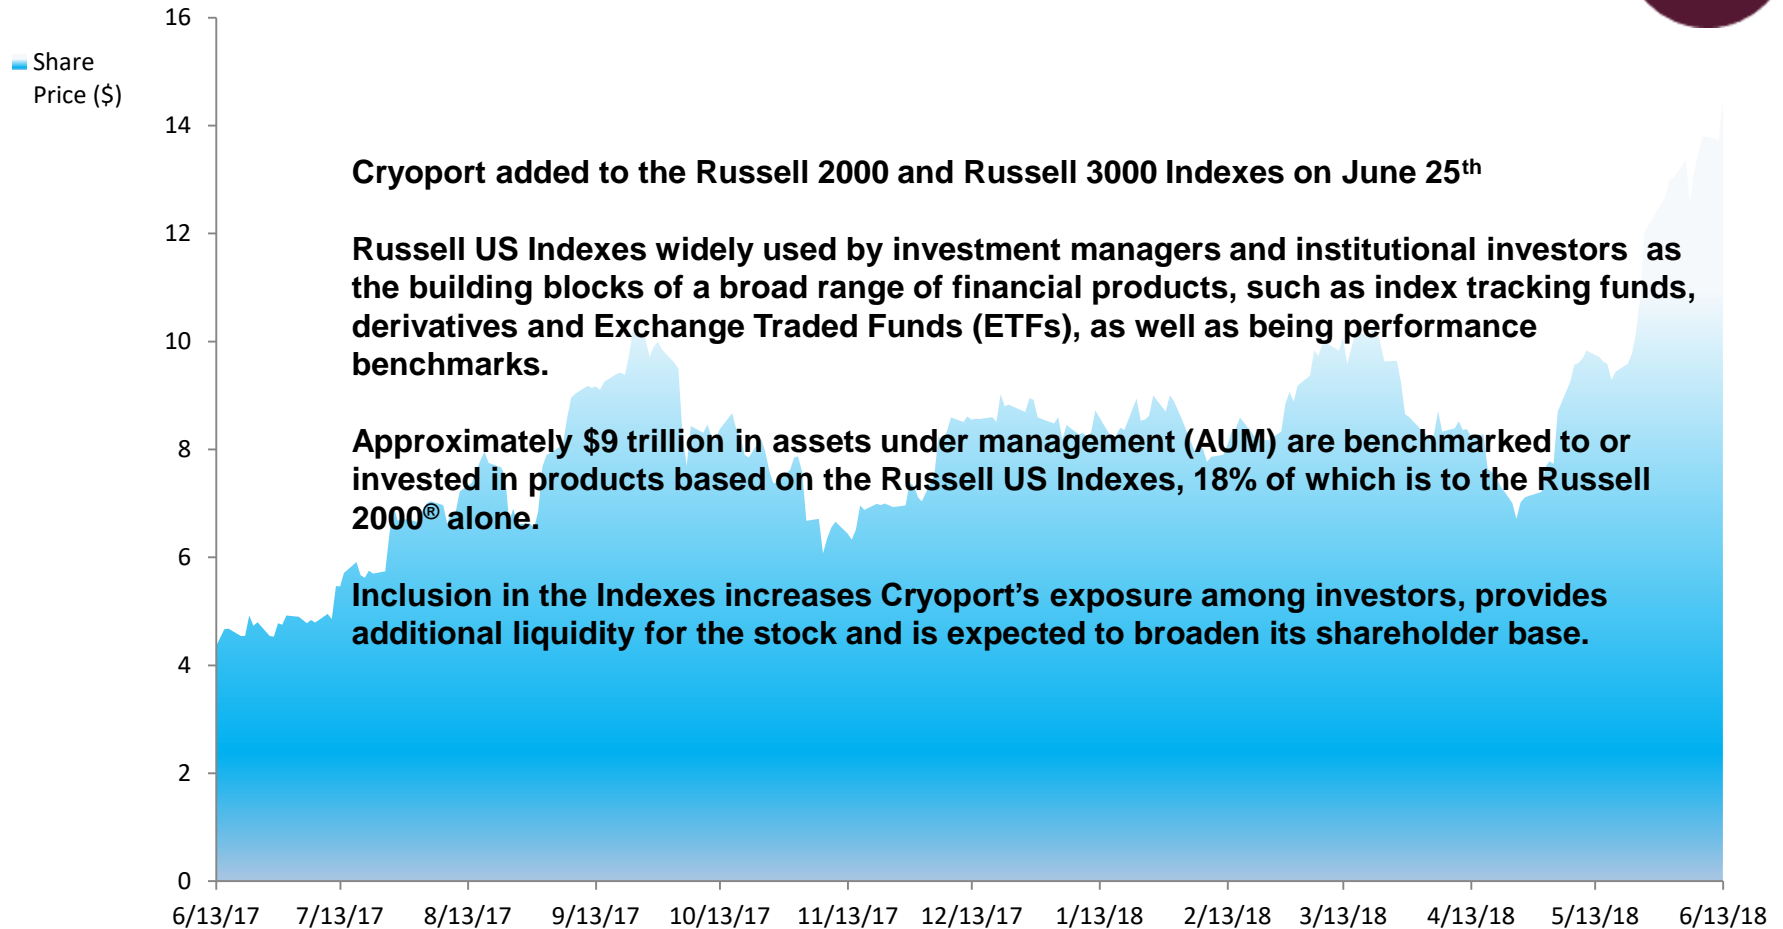 16
Share
Price ($)
14
Cryoport added to the Russell 2000 and Russell 3000 Indexes on June 25th
12
Russell US Indexes widely used by investment managers and institutional investors  as
the building blocks of a broad range of financial products, such as index tracking funds,
derivatives and Exchange Traded Funds (ETFs), as well as being performance
10
benchmarks.
Approximately $9 trillion in assets under management (AUM) are benchmarked to or
8
invested in products based on the Russell US Indexes, 18% of which is to the Russell
2000® alone.
6
Inclusion in the Indexes increases Cryoport’s exposure among investors, provides
additional liquidity for the stock and is expected to broaden its shareholder base.
4
2
0
6/13/17 7/13/17 8/13/17 9/13/17 10/13/17 11/13/17 12/13/17 1/13/18 2/13/18 3/13/18 4/13/18 5/13/18 6/13/18